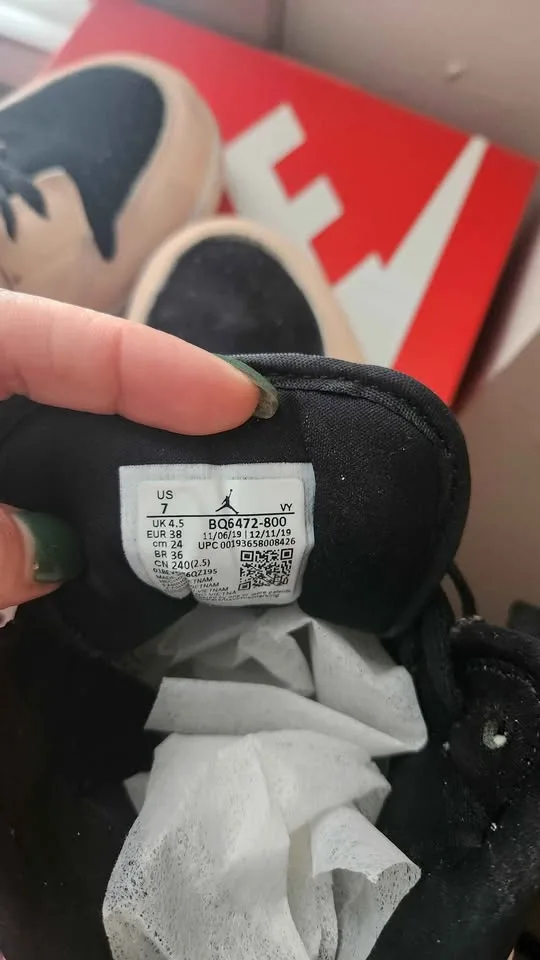 US
7 VY
UK 4.5 BQ6472-800
EUR 38 11/06/19 | 12/11/19
cm 24 UPC 00193658008426
BR 36
CN 240(2.5)